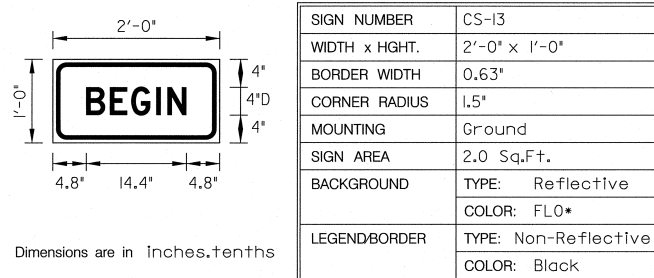 2'-0"
1'-0"
BEGIN
4"
4"D
4"
4.8" 14.4" 4.8"
Dimensions are in inches.tenths
SIGN NUMBER CS-13
WIDTH x HGHT. 2'-0" x 1'-0"
BORDER WIDTH 0.63"
CORNER RADIUS 1.5"
MOUNTING Ground
SIGN AREA 2.0 Sq.Ft.
BACKGROUND TYPE: Reflective
COLOR: FLO*
LEGEND/BORDER TYPE: Non-Reflective
COLOR: Black